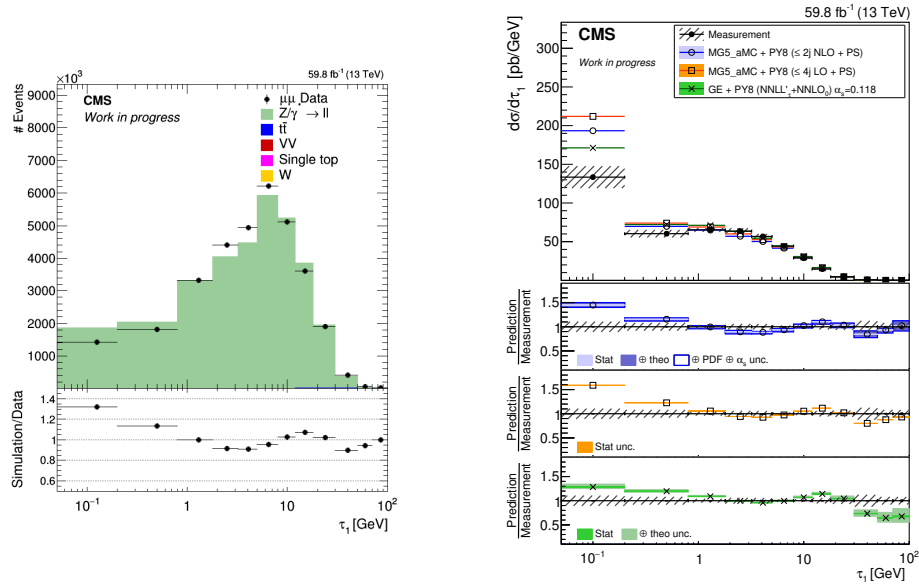 59.8 fb⁻¹ (13 TeV)
×10³
# Events
9000
8000
7000
6000
5000
4000
3000
2000
1000
CMS
Work in progress
μμ Data
Z/γ* → ll
tt̄
VV
Single top
W
Simulation/Data
1.4
1.2
1
0.8
0.6
10⁻¹
1
10
10²
τ₁ [GeV]
59.8 fb⁻¹ (13 TeV)
dσ/dτ₁ [pb/GeV]
300
250
200
150
100
50
CMS
Work in progress
Measurement
MG5_aMC + PY8 (≤ 2j NLO + PS)
MG5_aMC + PY8 (≤ 4j LO + PS)
GE + PY8 (NNLL'τ+NNLO₀) αs=0.118
Prediction
Measurement
1.5
1
0.5
Stat
⊕ theo
⊕ PDF ⊕ αs unc.
Prediction
Measurement
1.5
1
0.5
Stat unc.
Prediction
Measurement
1.5
1
0.5
Stat
⊕ theo unc.
10⁻¹
1
10
10²
τ₁ [GeV]